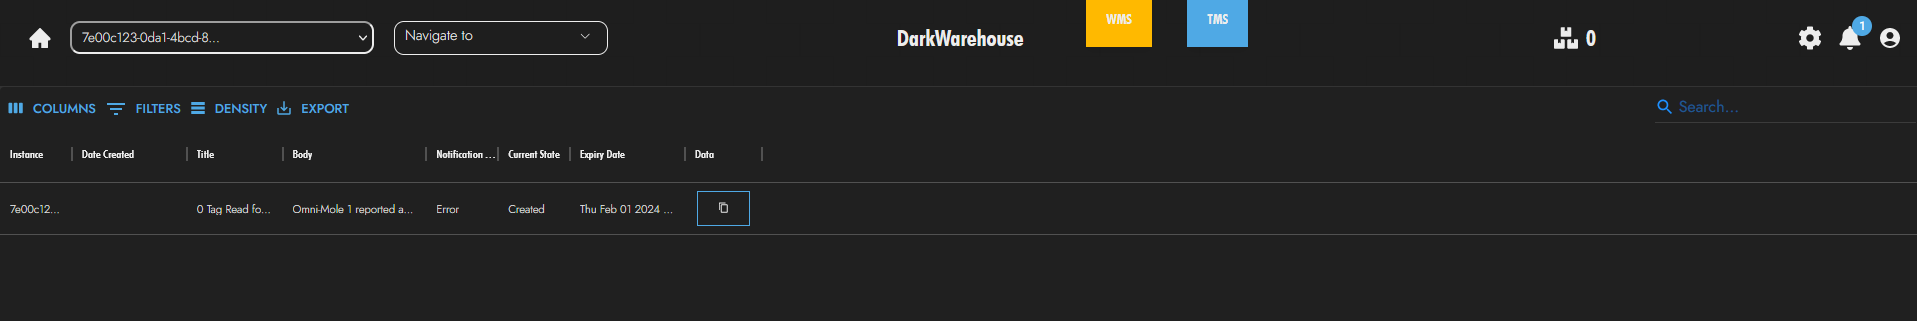 7e00c123-0da1-4bcd-8...
Navigate to
DarkWarehouse
WMS
TMS
0
1
COLUMNS FILTERS DENSITY EXPORT
Search...
Instance Date Created Title Body Notification ... Current State Expiry Date Data
7e00c12... 0 Tag Read fo... Omni-Mole 1 reported a... Error Created Thu Feb 01 2024 ...